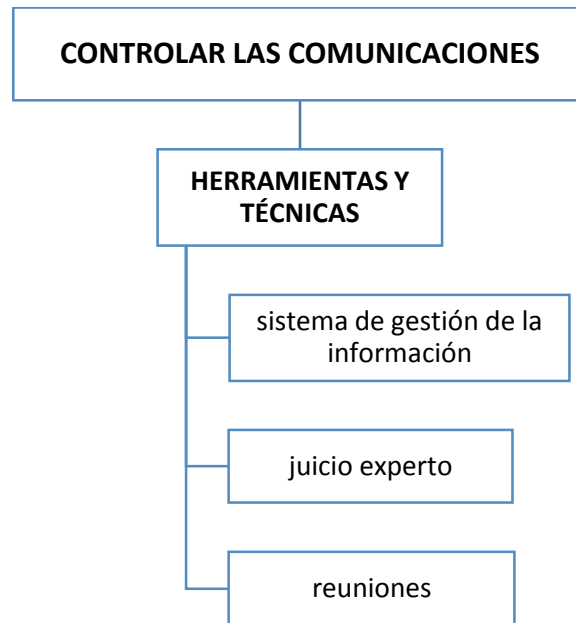 CONTROLAR LAS COMUNICACIONES
HERRAMIENTAS Y
TÉCNICAS
sistema de gestión de la
información
juicio experto
reuniones